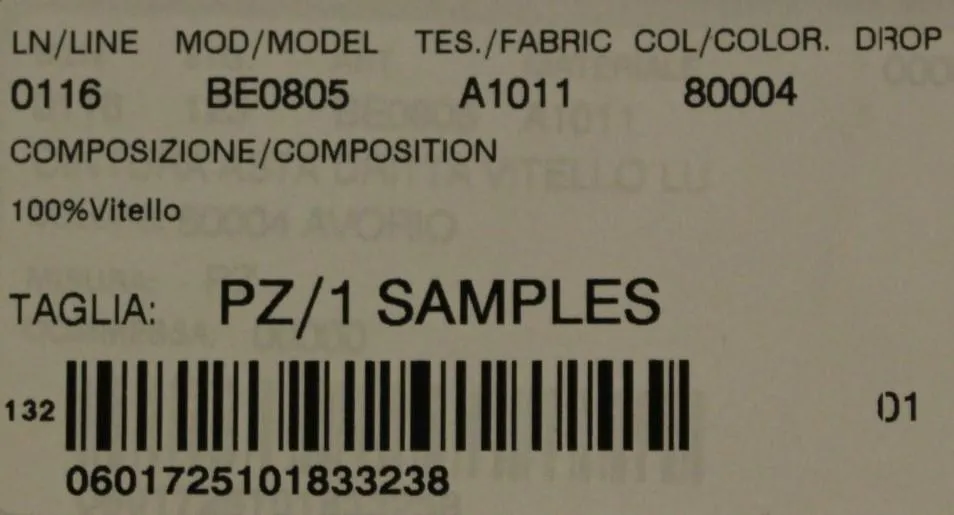 LN/LINE MOD/MODEL TES./FABRIC COL/COLOR. DROP
0116 BE0805 A1011 80004
COMPOSIZIONE/COMPOSITION
100%Vitello
TAGLIA: PZ/1 SAMPLES
132 01
0601725101833238